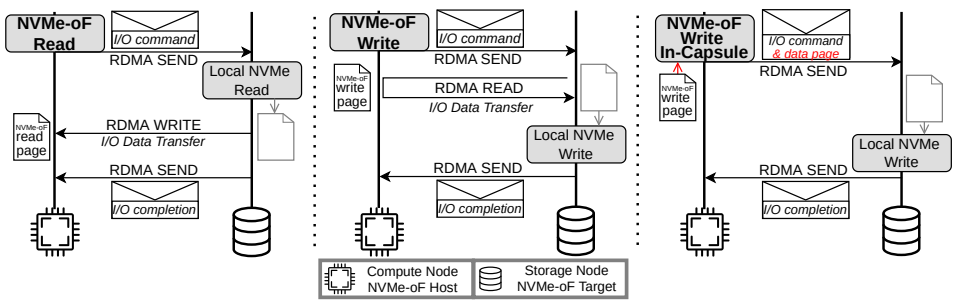 NVMe-oF
Read
I/O command
RDMA SEND
Local NVMe
Read
NVMe-oF
read
page
RDMA WRITE
I/O Data Transfer
RDMA SEND
I/O completion
NVMe-oF
Write
I/O command
RDMA SEND
NVMe-oF
write
page
RDMA READ
I/O Data Transfer
Local NVMe
Write
RDMA SEND
I/O completion
NVMe-oF
Write
In-Capsule
I/O command
& data page
RDMA SEND
NVMe-oF
write
page
Local NVMe
Write
RDMA SEND
I/O completion
Compute Node
NVMe-oF Host
Storage Node
NVMe-oF Target